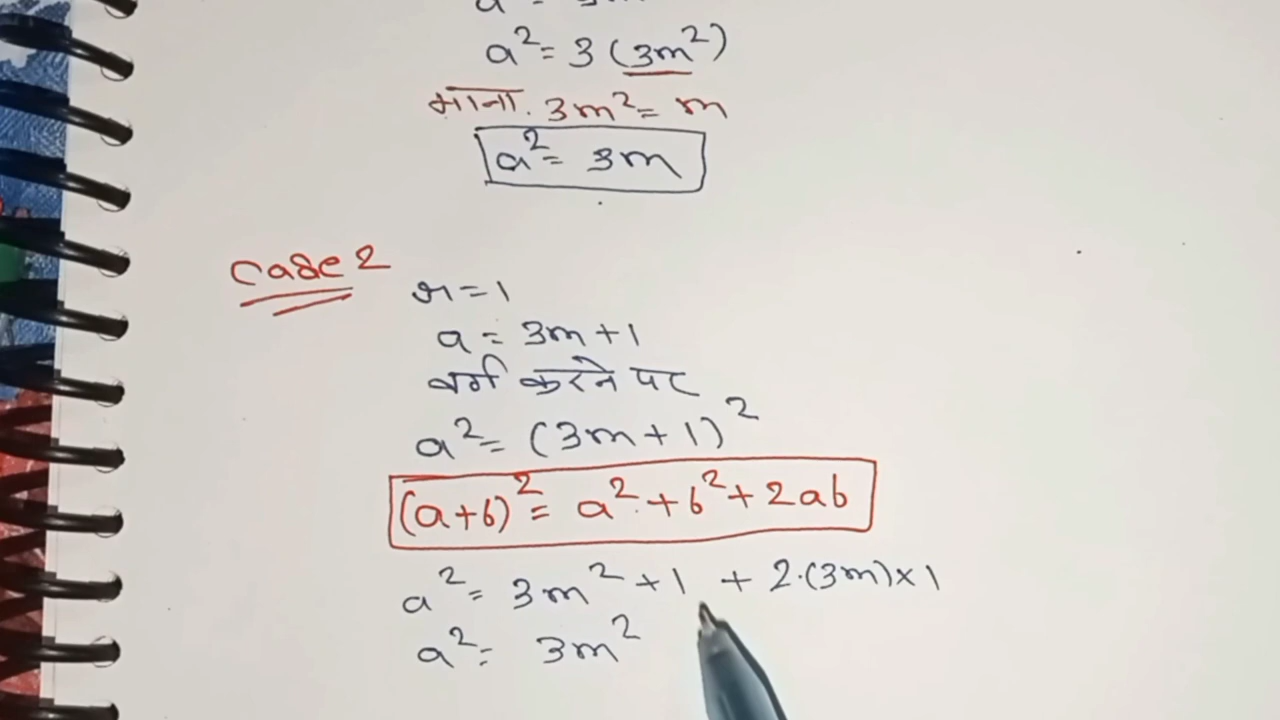 a² = 3 (3m²)
माना. 3m² = m
a² = 3m
Case 2
r = 1
a = 3m + 1
वर्ग करने पर
a² = (3m + 1)²
(a+b)² = a² + b² + 2ab
a² = 3m² + 1 + 2·(3m) × 1
a² = 3m²